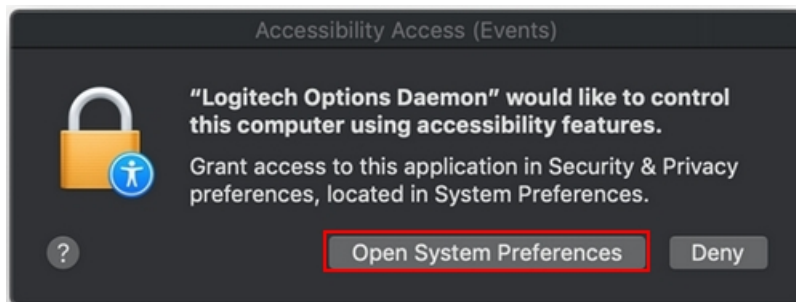 Accessibility Access (Events)
“Logitech Options Daemon” would like to control
this computer using accessibility features.
Grant access to this application in Security & Privacy
preferences, located in System Preferences.
?
Open System Preferences
Deny